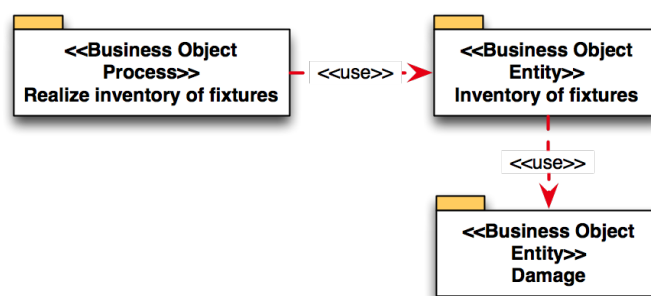 <<Business Object
Process>>
Realize inventory of fixtures
<<use>>
<<Business Object
Entity>>
Inventory of fixtures
<<use>>
<<Business Object
Entity>>
Damage